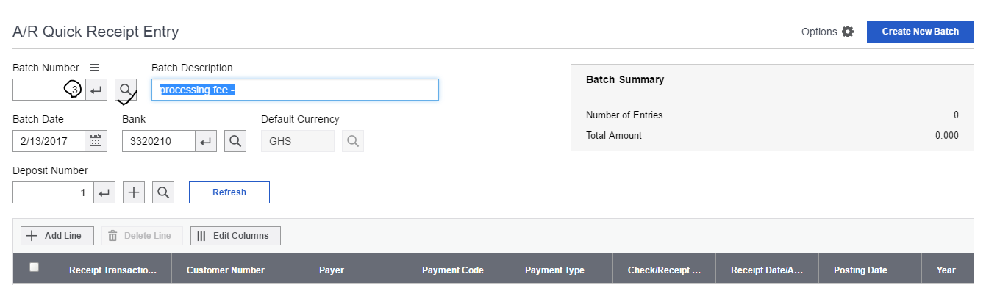 A/R Quick Receipt Entry
Options
Create New Batch
Batch Number
Batch Description
3
processing fee -
Batch Summary
Number of Entries 0
Total Amount 0.000
Batch Date
Bank
Default Currency
2/13/2017
3320210
GHS
Deposit Number
1
Refresh
Add Line
Delete Line
Edit Columns
Receipt Transactio... Customer Number Payer Payment Code Payment Type Check/Receipt ... Receipt Date/A... Posting Date Year